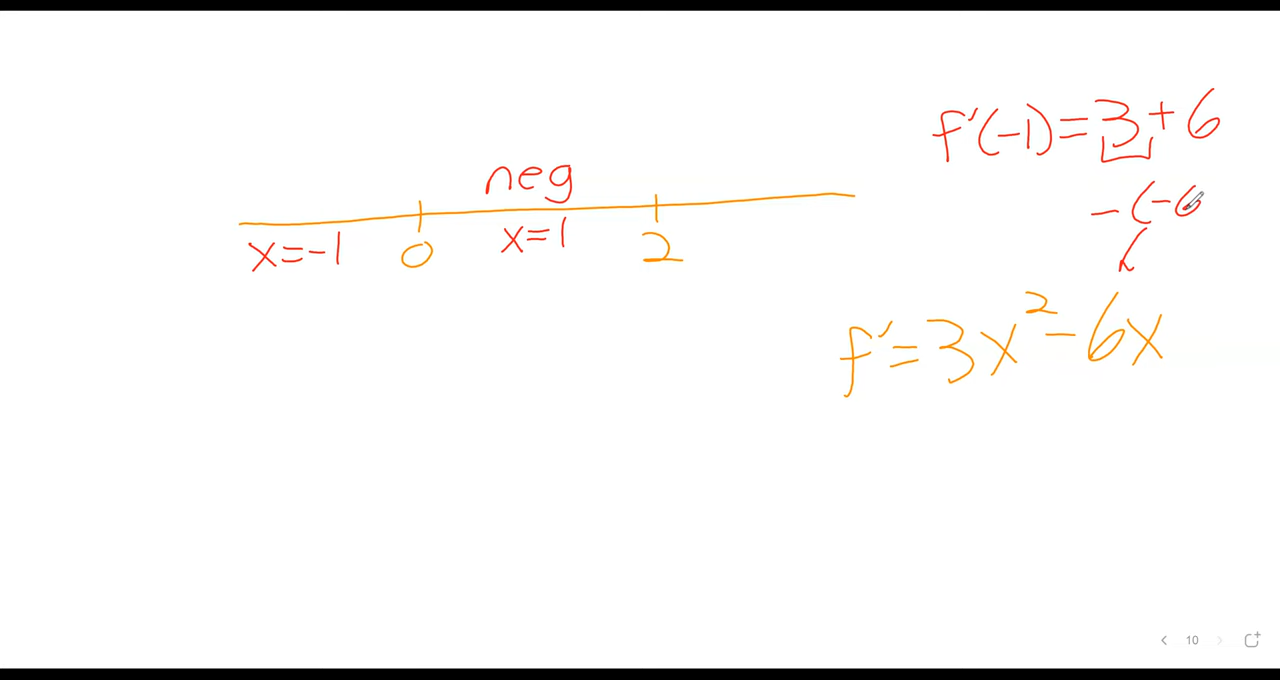 f'(-1)=3+6
neg
-(-6
x=-1 0 x=1 2
f'=3x²-6x
10